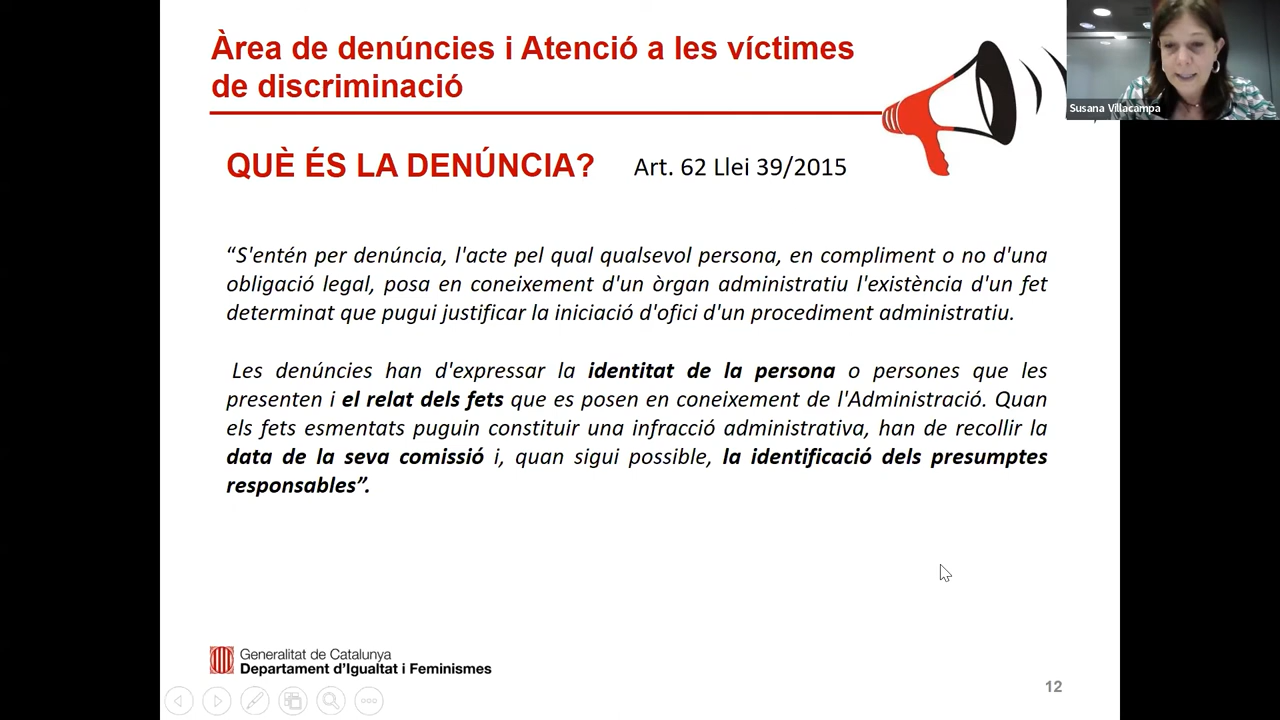 Àrea de denúncies i Atenció a les víctimes
de discriminació
Susana Villacampa
QUÈ ÉS LA DENÚNCIA? Art. 62 Llei 39/2015
“S'entén per denúncia, l'acte pel qual qualsevol persona, en compliment o no d'una
obligació legal, posa en coneixement d'un òrgan administratiu l'existència d'un fet
determinat que pugui justificar la iniciació d'ofici d'un procediment administratiu.
Les denúncies han d'expressar la identitat de la persona o persones que les
presenten i el relat dels fets que es posen en coneixement de l'Administració. Quan
els fets esmentats puguin constituir una infracció administrativa, han de recollir la
data de la seva comissió i, quan sigui possible, la identificació dels presumptes
responsables”.
Generalitat de Catalunya
Departament d'Igualtat i Feminismes
12